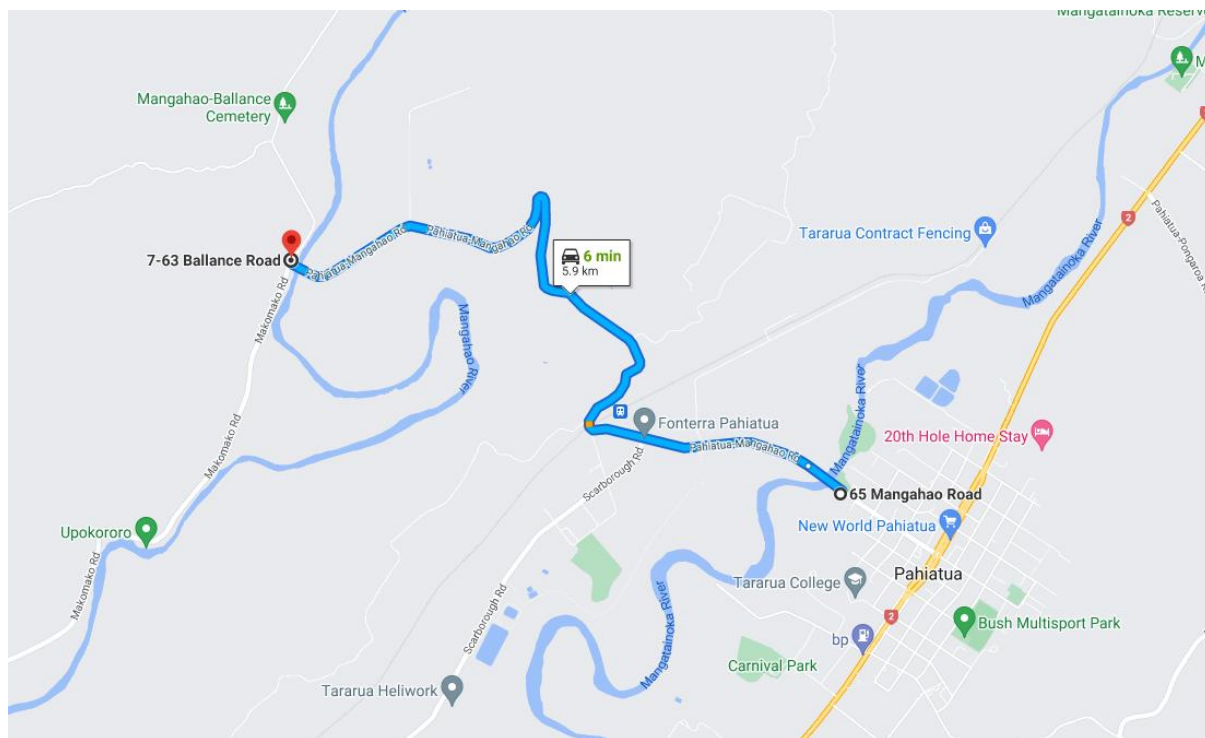 Mangatainoka Reserve
M
Mangahao-Ballance
Cemetery
2
Pahiatua-Pongaroa R
Pahiatua Mangahao Rd
Pahiatua Mangahao Rd
Tararua Contract Fencing
6 min
5.9 km
7-63 Ballance Road
Makomako Rd
Mangatainoka River
Mangahao River
Mangatainoka River
Fonterra Pahiatua
20th Hole Home Stay
Pahiatua Mangahao Rd
Makomako Rd
Scarborough Rd
65 Mangahao Road
New World Pahiatua
Upokororo
Pahiatua
Tararua College
Makomako Rd
Mangatainoka River
2
Bush Multisport Park
bp
Scarborough Rd
Carnival Park
Tararua Heliwork